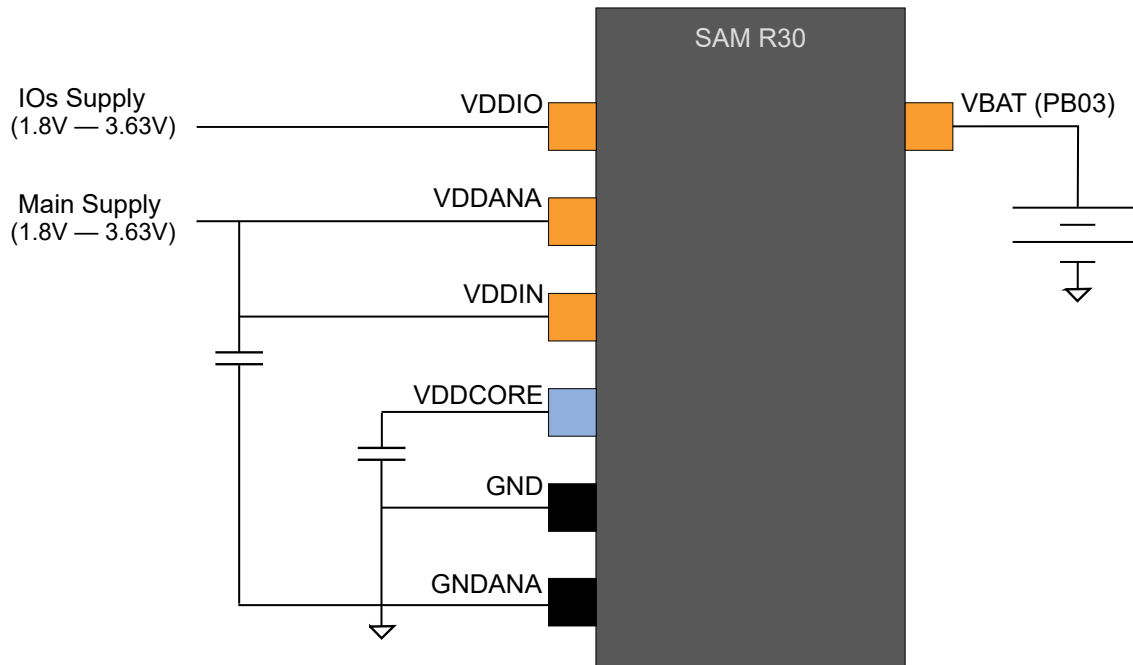 SAM R30
IOs Supply
(1.8V — 3.63V)
VDDIO
VBAT (PB03)
Main Supply
(1.8V — 3.63V)
VDDANA
VDDIN
VDDCORE
GND
GNDANA